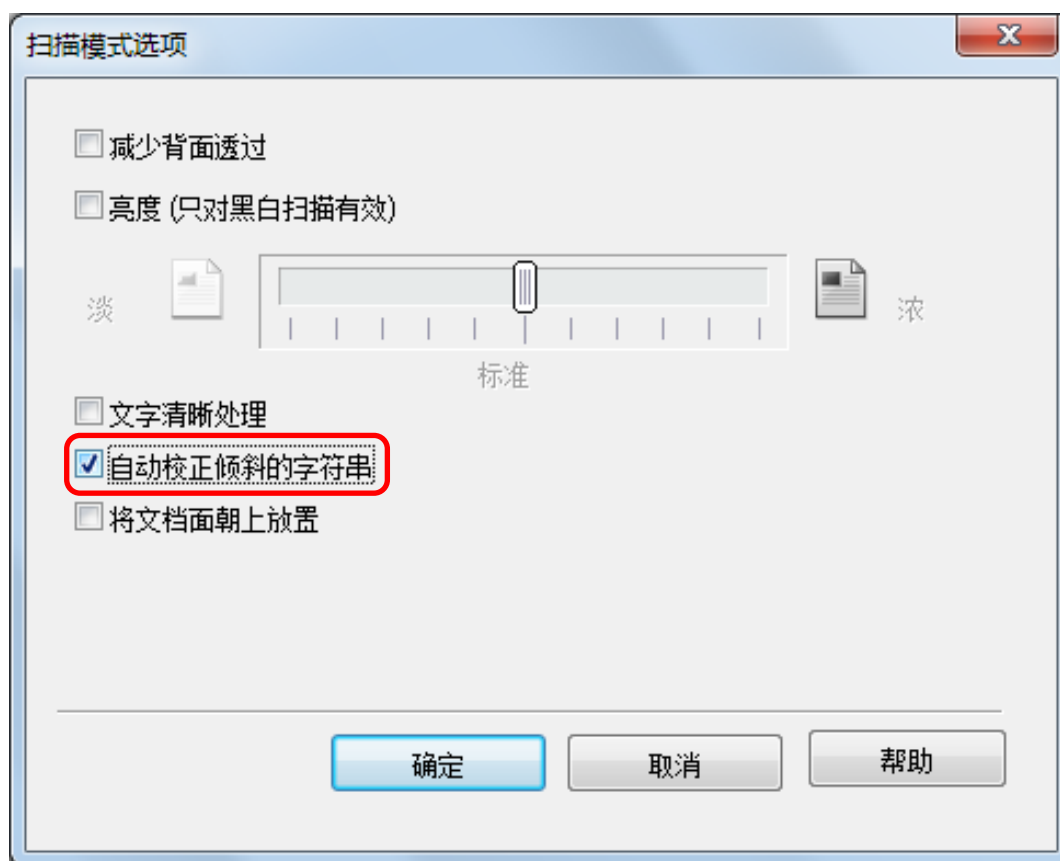 扫描模式选项
减少背面透过
亮度 (只对黑白扫描有效)
淡
浓
标准
文字清晰处理
自动校正倾斜的字符串
将文档面朝上放置
确定
取消
帮助